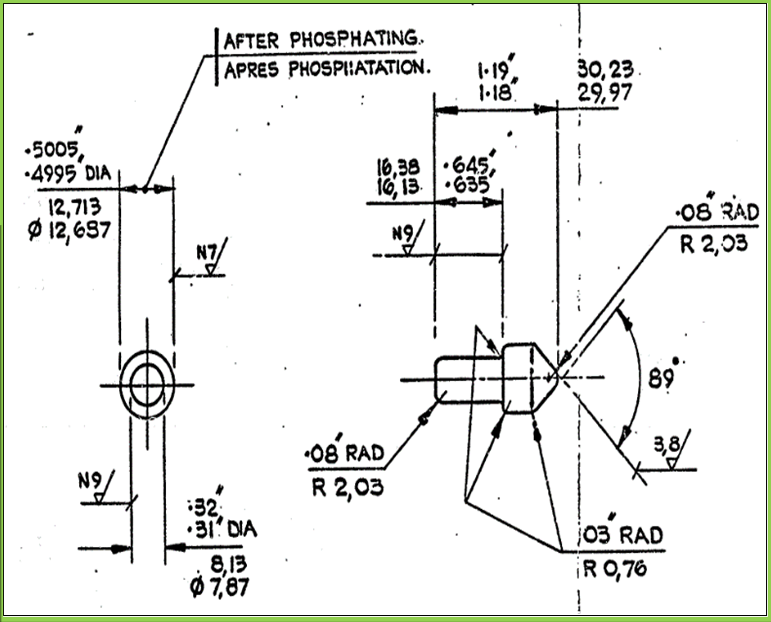 AFTER PHOSPHATING.
APRES PHOSPHATATION.
1·19"
1·18"
30,23
29,97
·5005"
·4995" DIA
12,713
Ø 12,687
16,38
16,13
·645"
·635"
N9
·08" RAD
R 2,03
N7
89°
3,8
·08" RAD
R 2,03
N9
·32"
·31" DIA
8,13
Ø 7,87
·03" RAD
R 0,76